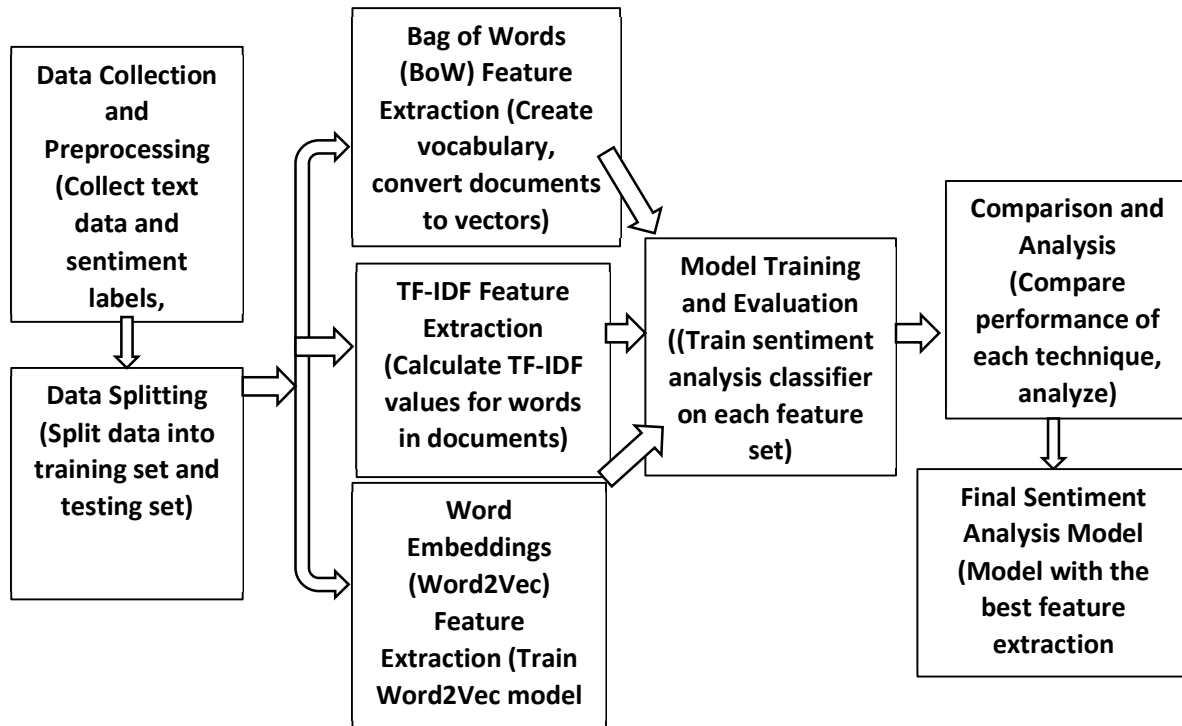 Data Collection
and
Preprocessing
(Collect text
data and
sentiment
labels,
Data Splitting
(Split data into
training set and
testing set)
Bag of Words
(BoW) Feature
Extraction (Create
vocabulary,
convert documents
to vectors)
TF-IDF Feature
Extraction
(Calculate TF-IDF
values for words
in documents)
Word
Embeddings
(Word2Vec)
Feature
Extraction (Train
Word2Vec model
Model Training
and Evaluation
((Train sentiment
analysis classifier
on each feature
set)
Comparison and
Analysis
(Compare
performance of
each technique,
analyze)
Final Sentiment
Analysis Model
(Model with the
best feature
extraction